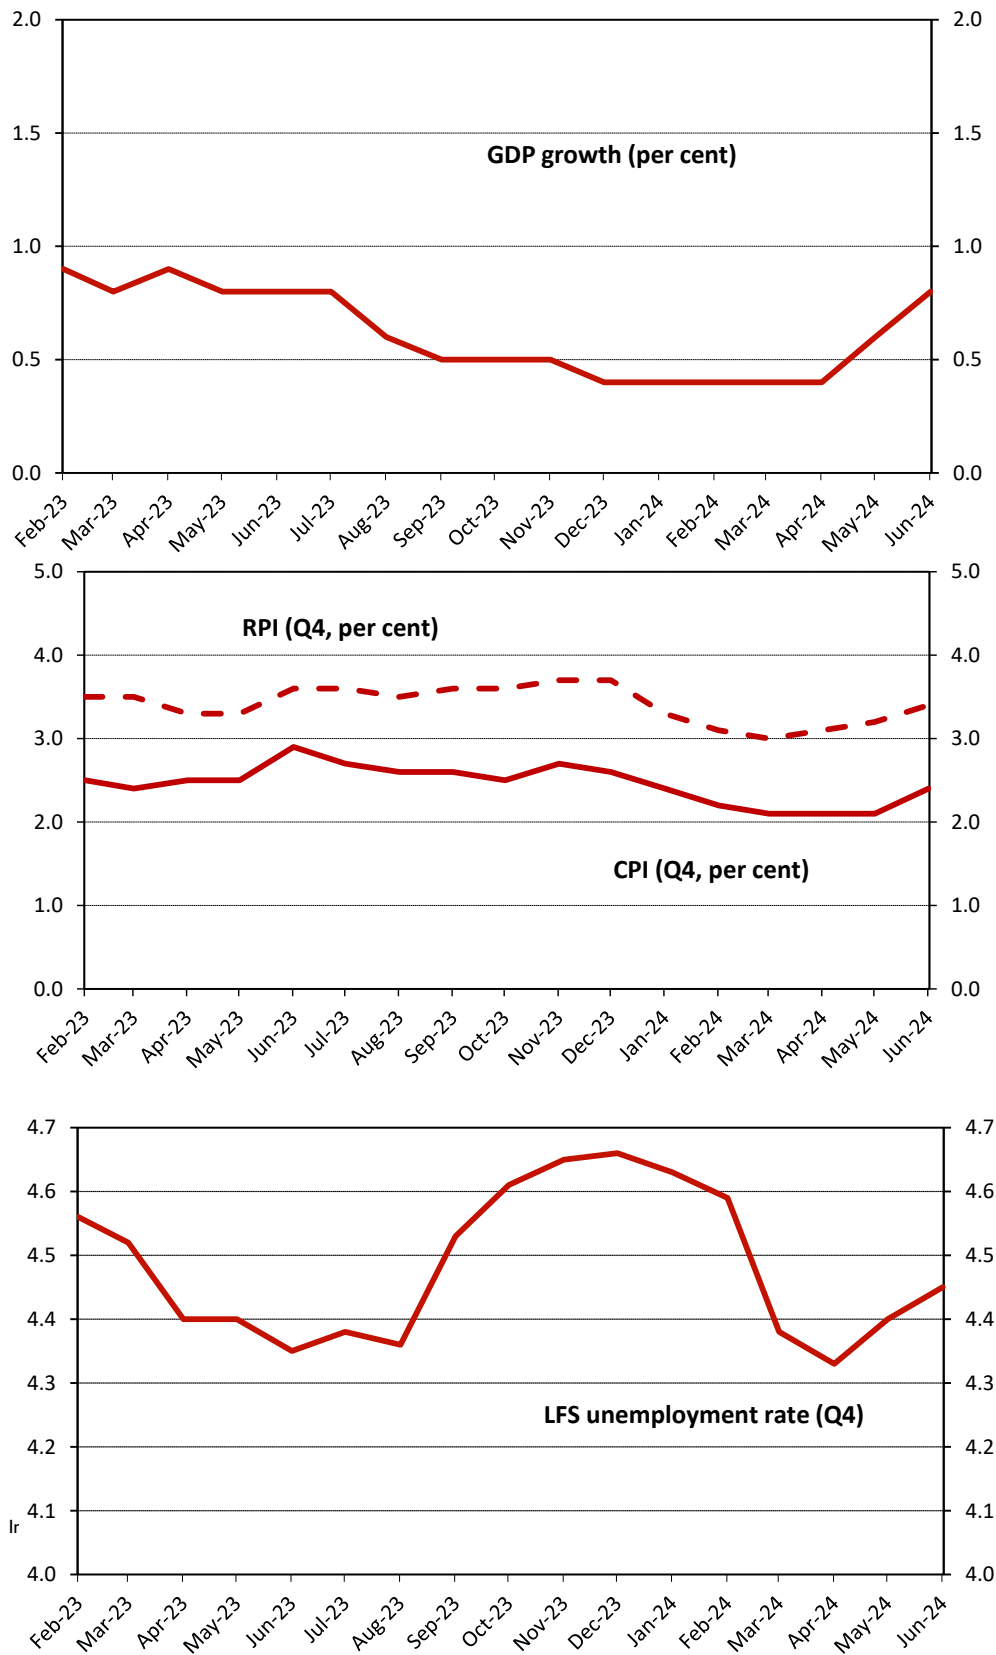 2.0 2.0
1.5 1.5
GDP growth (per cent)
1.0 1.0
0.5 0.5
0.0 0.0
Feb-23 Mar-23 Apr-23 May-23 Jun-23 Jul-23 Aug-23 Sep-23 Oct-23 Nov-23 Dec-23 Jan-24 Feb-24 Mar-24 Apr-24 May-24 Jun-24
5.0 5.0
RPI (Q4, per cent)
4.0 4.0
3.0 3.0
2.0 2.0
CPI (Q4, per cent)
1.0 1.0
0.0 0.0
Feb-23 Mar-23 Apr-23 May-23 Jun-23 Jul-23 Aug-23 Sep-23 Oct-23 Nov-23 Dec-23 Jan-24 Feb-24 Mar-24 Apr-24 May-24 Jun-24
4.7 4.7
4.6 4.6
4.5 4.5
4.4 4.4
4.3 4.3
LFS unemployment rate (Q4)
4.2 4.2
4.1 4.1
4.0 4.0
Feb-23 Mar-23 Apr-23 May-23 Jun-23 Jul-23 Aug-23 Sep-23 Oct-23 Nov-23 Dec-23 Jan-24 Feb-24 Mar-24 Apr-24 May-24 Jun-24